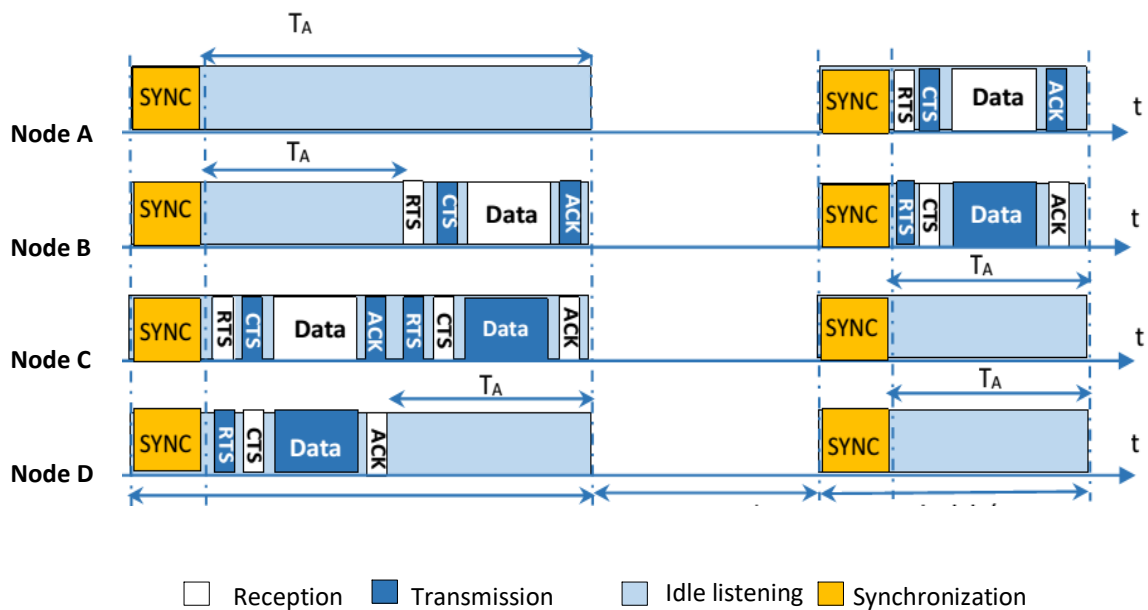 TA
SYNC
SYNC RTS CTS Data ACK
t
Node A
TA
SYNC RTS CTS Data ACK
SYNC RTS CTS Data ACK
t
Node B
TA
SYNC RTS CTS Data ACK RTS CTS Data ACK
SYNC
t
Node C
TA
TA
SYNC RTS CTS Data ACK
SYNC
t
Node D
Reception Transmission Idle listening Synchronization